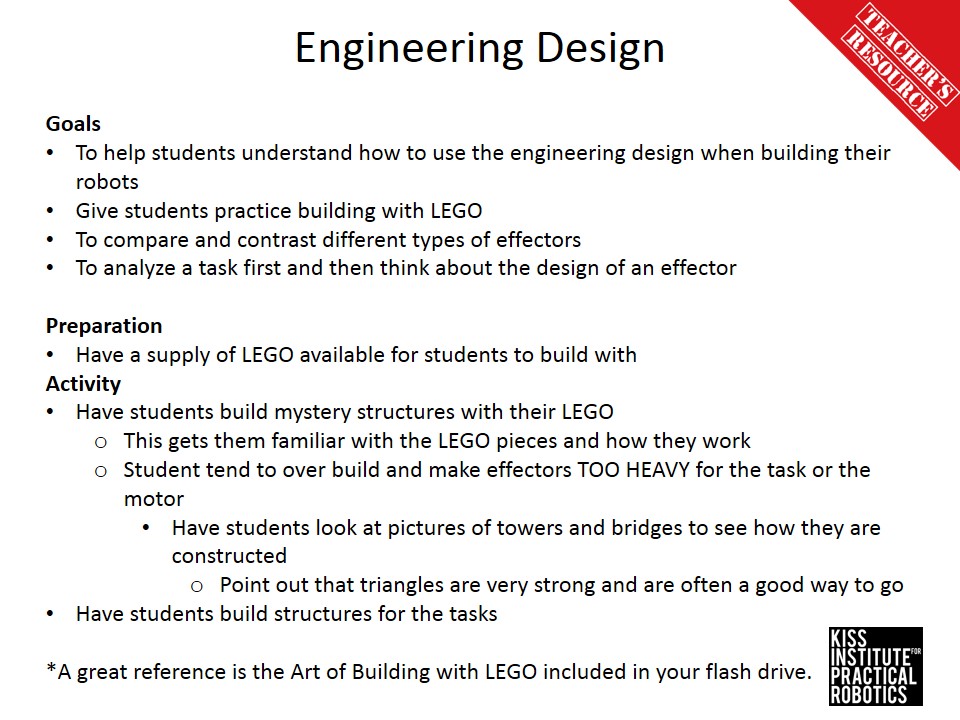 Engineering Design
TEACHER'S
RESOURCE
Goals
• To help students understand how to use the engineering design when building their
robots
• Give students practice building with LEGO
• To compare and contrast different types of effectors
• To analyze a task first and then think about the design of an effector
Preparation
• Have a supply of LEGO available for students to build with
Activity
• Have students build mystery structures with their LEGO
o This gets them familiar with the LEGO pieces and how they work
o Student tend to over build and make effectors TOO HEAVY for the task or the
motor
• Have students look at pictures of towers and bridges to see how they are
constructed
o Point out that triangles are very strong and are often a good way to go
• Have students build structures for the tasks
*A great reference is the Art of Building with LEGO included in your flash drive.
KISS
INSTITUTE FOR
PRACTICAL
ROBOTICS